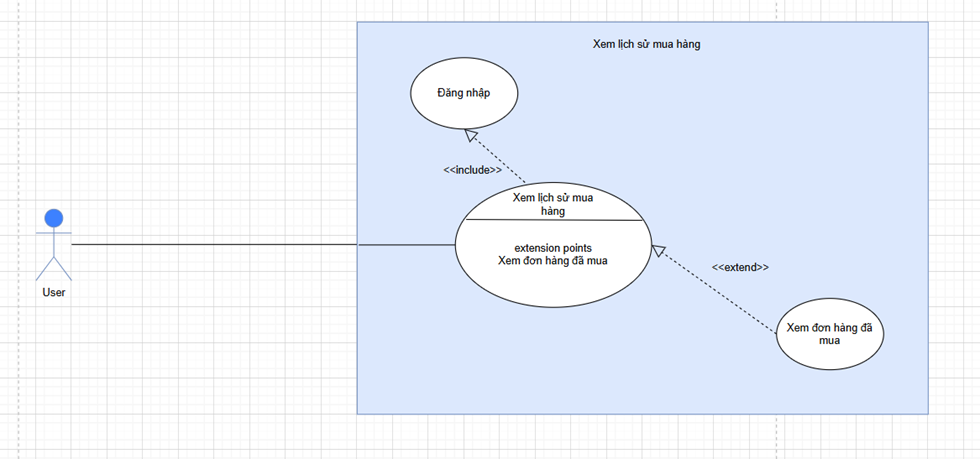 Xem lịch sử mua hàng
Đăng nhập
<<include>>
Xem lịch sử mua
hàng
extension points
Xem đơn hàng đã mua
<<extend>>
User
Xem đơn hàng đã
mua